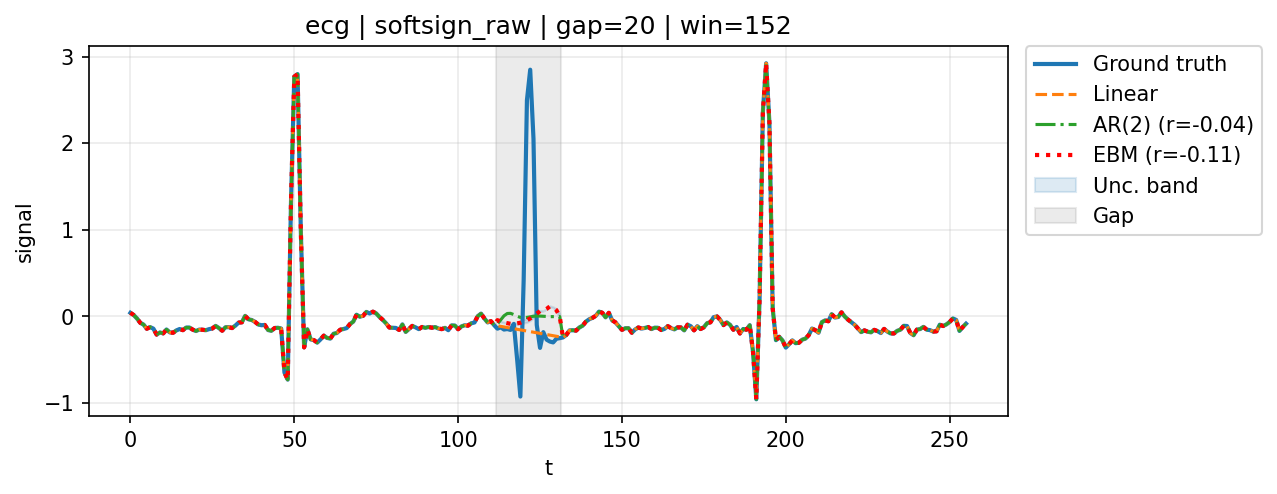 ecg | softsign_raw | gap=20 | win=152
3
2
1
0
−1
signal
0
50
100
150
200
250
t
Ground truth
Linear
AR(2) (r=-0.04)
EBM (r=-0.11)
Unc. band
Gap